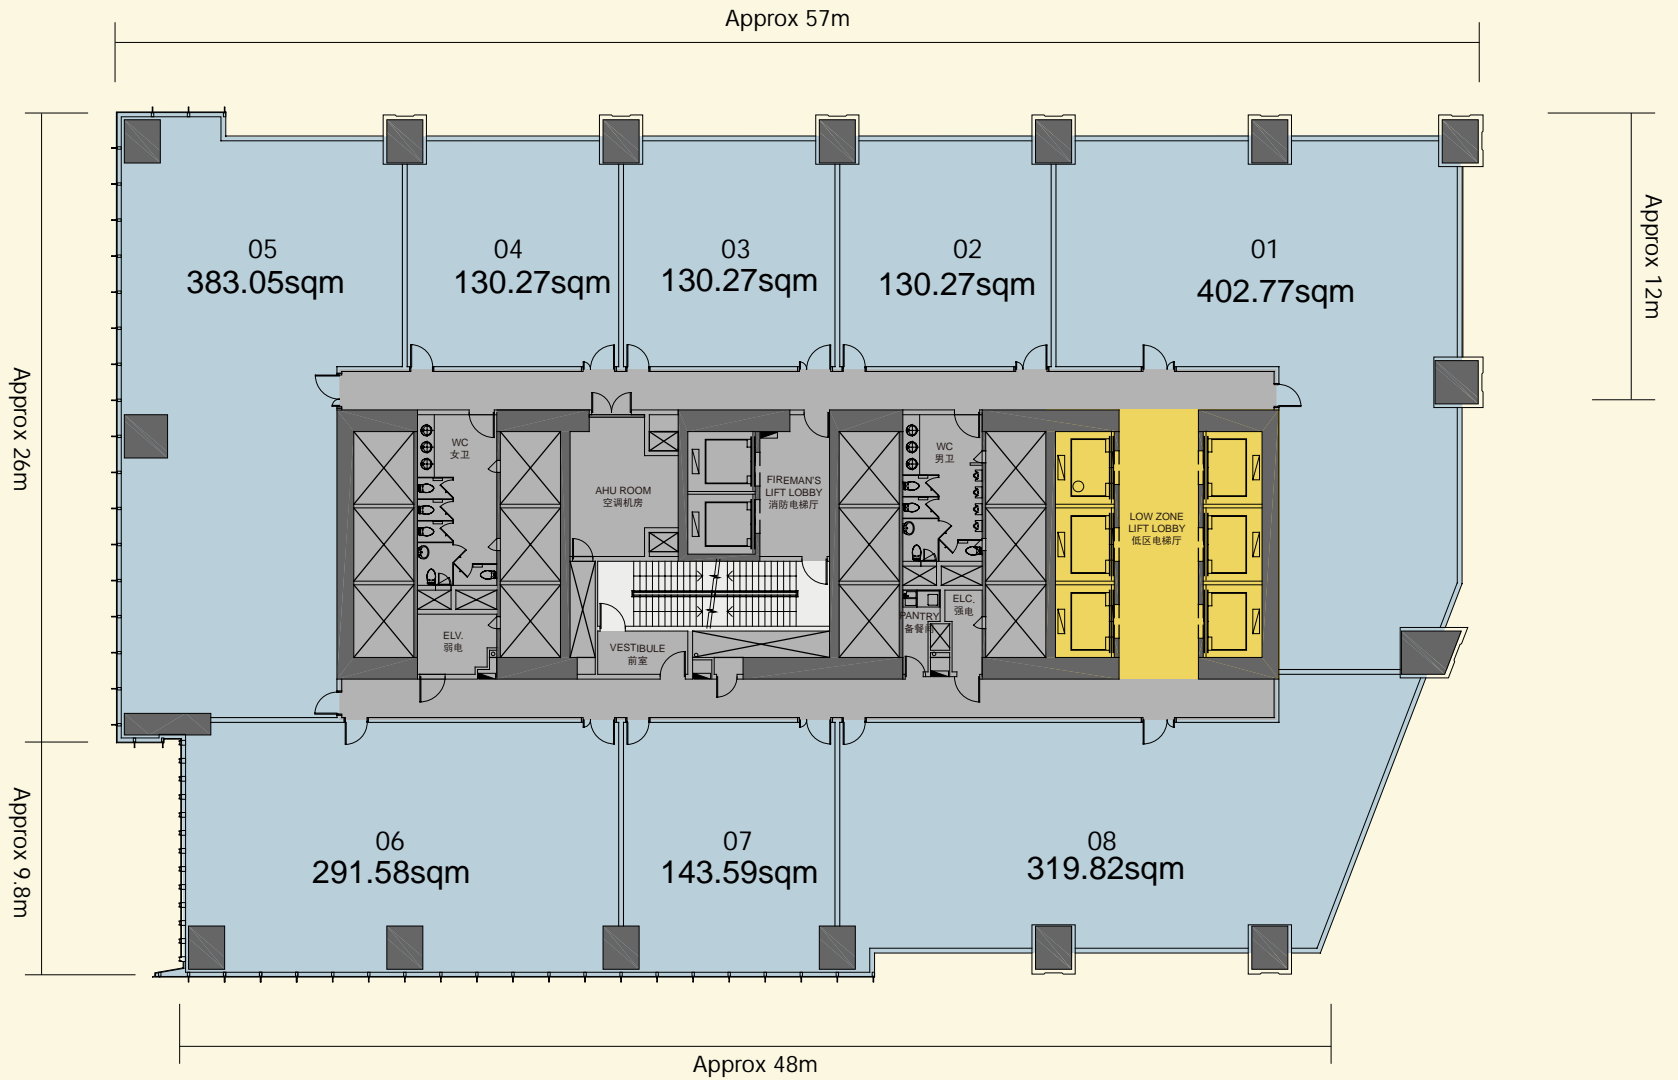 Approx 57m
Approx 12m
Approx 26m
Approx 9.8m
05
383.05sqm
04
130.27sqm
03
130.27sqm
02
130.27sqm
01
402.77sqm
WC
女卫
AHU ROOM
空调机房
FIREMAN'S
LIFT LOBBY
消防电梯厅
WC
男卫
LOW ZONE
LIFT LOBBY
低区电梯厅
ELV.
弱电
VESTIBULE
前室
PANTRY
备餐间
ELC.
强电
06
291.58sqm
07
143.59sqm
08
319.82sqm
Approx 48m